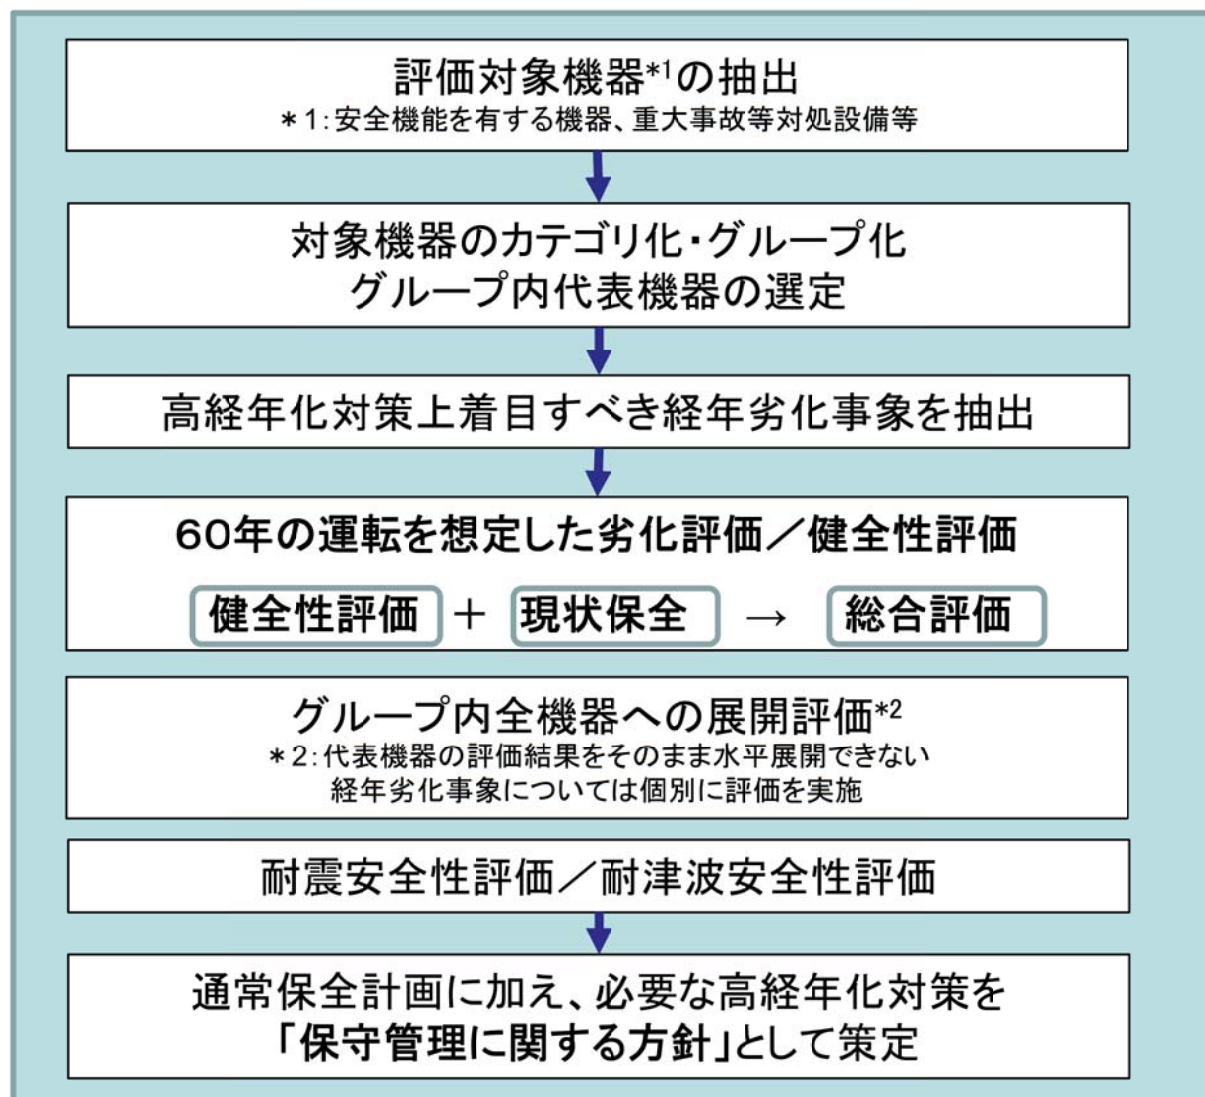 評価対象機器*1の抽出
*1:安全機能を有する機器、重大事故等対処設備等
対象機器のカテゴリ化・グループ化
グループ内代表機器の選定
高経年化対策上着目すべき経年劣化事象を抽出
60年の運転を想定した劣化評価／健全性評価
健全性評価 ＋ 現状保全 → 総合評価
グループ内全機器への展開評価*2
*2:代表機器の評価結果をそのまま水平展開できない
経年劣化事象については個別に評価を実施
耐震安全性評価／耐津波安全性評価
通常保全計画に加え、必要な高経年化対策を
「保守管理に関する方針」として策定